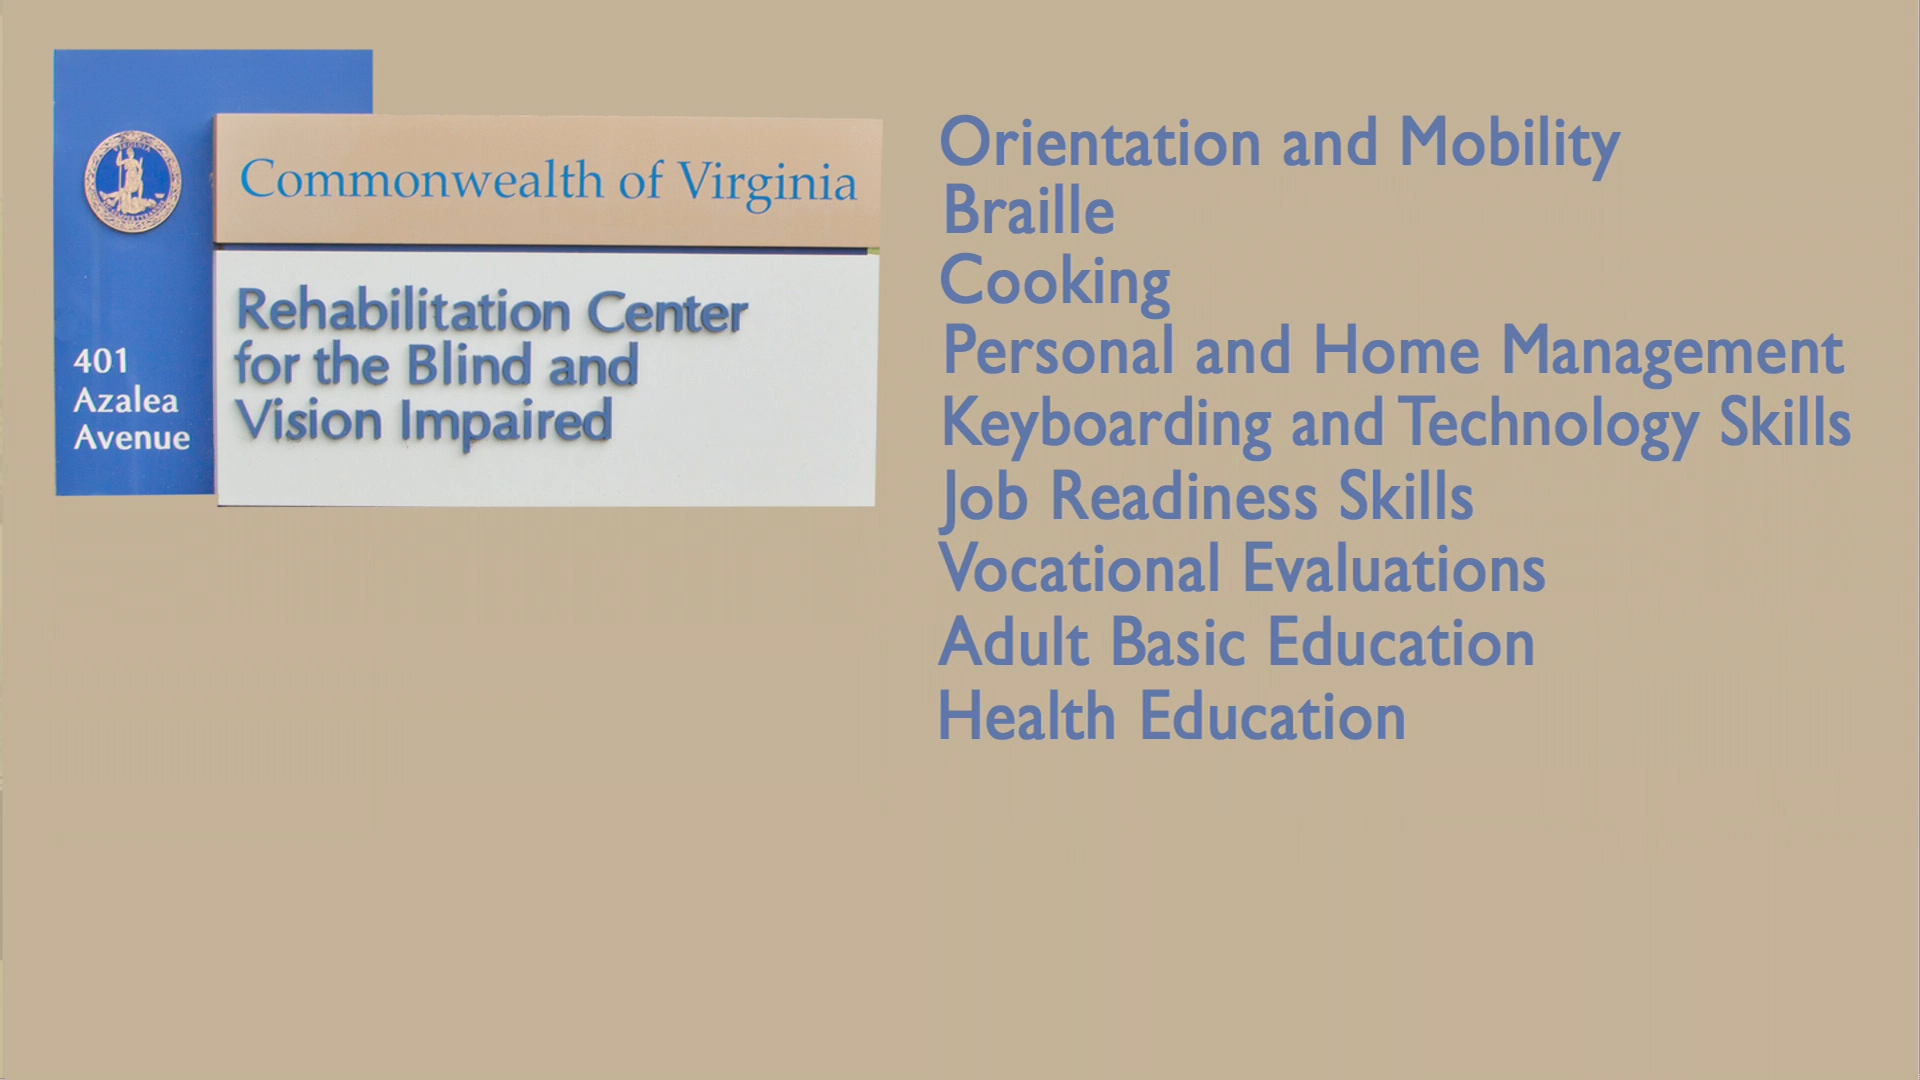 Commonwealth of Virginia
Rehabilitation Center
for the Blind and
Vision Impaired
401
Azalea
Avenue
Orientation and Mobility
Braille
Cooking
Personal and Home Management
Keyboarding and Technology Skills
Job Readiness Skills
Vocational Evaluations
Adult Basic Education
Health Education